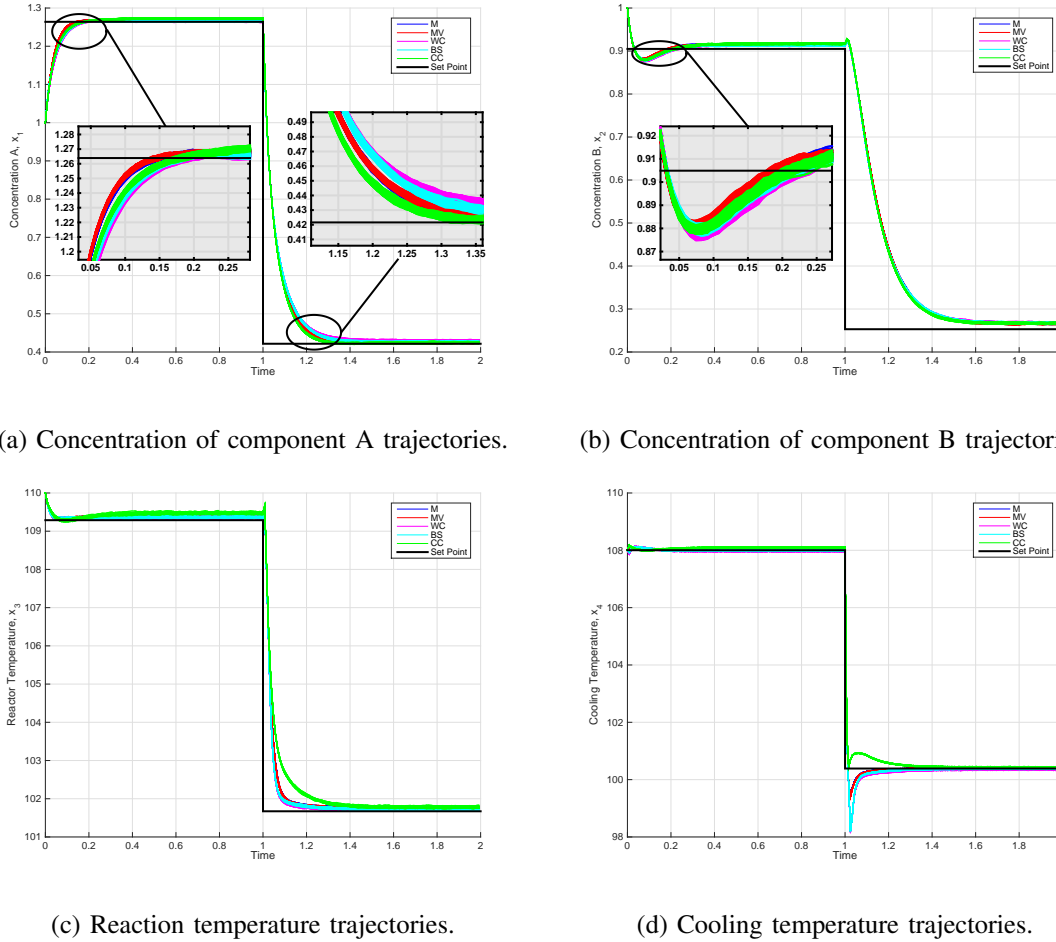 1.3
1.2
1.1
1
0.9
0.8
0.7
0.6
0.5
0.4
0 0.2 0.4 0.6 0.8 1 1.2 1.4 1.6 1.8 2
Time
Concentration A, x1
M
MV
WC
BS
CC
Set Point
1.28
1.27
1.26
1.25
1.24
1.23
1.22
1.21
1.2
0.05 0.1 0.15 0.2 0.25
0.49
0.48
0.47
0.46
0.45
0.44
0.43
0.42
0.41
1.15 1.2 1.25 1.3 1.35
(a) Concentration of component A trajectories.
1
0.9
0.8
0.7
0.6
0.5
0.4
0.3
0.2
0 0.2 0.4 0.6 0.8 1 1.2 1.4 1.6 1.8
Time
Concentration B, x2
M
MV
WC
BS
CC
Set Point
0.92
0.91
0.9
0.89
0.88
0.87
0.05 0.1 0.15 0.2 0.25
(b) Concentration of component B trajectori
110
109
108
107
106
105
104
103
102
101
0 0.2 0.4 0.6 0.8 1 1.2 1.4 1.6 1.8 2
Time
Reactor Temperature, x3
M
MV
WC
BS
CC
Set Point
(c) Reaction temperature trajectories.
110
108
106
104
102
100
98
0 0.2 0.4 0.6 0.8 1 1.2 1.4 1.6 1.8
Time
Cooling Temperature, x4
M
MV
WC
BS
CC
Set Point
(d) Cooling temperature trajectories.